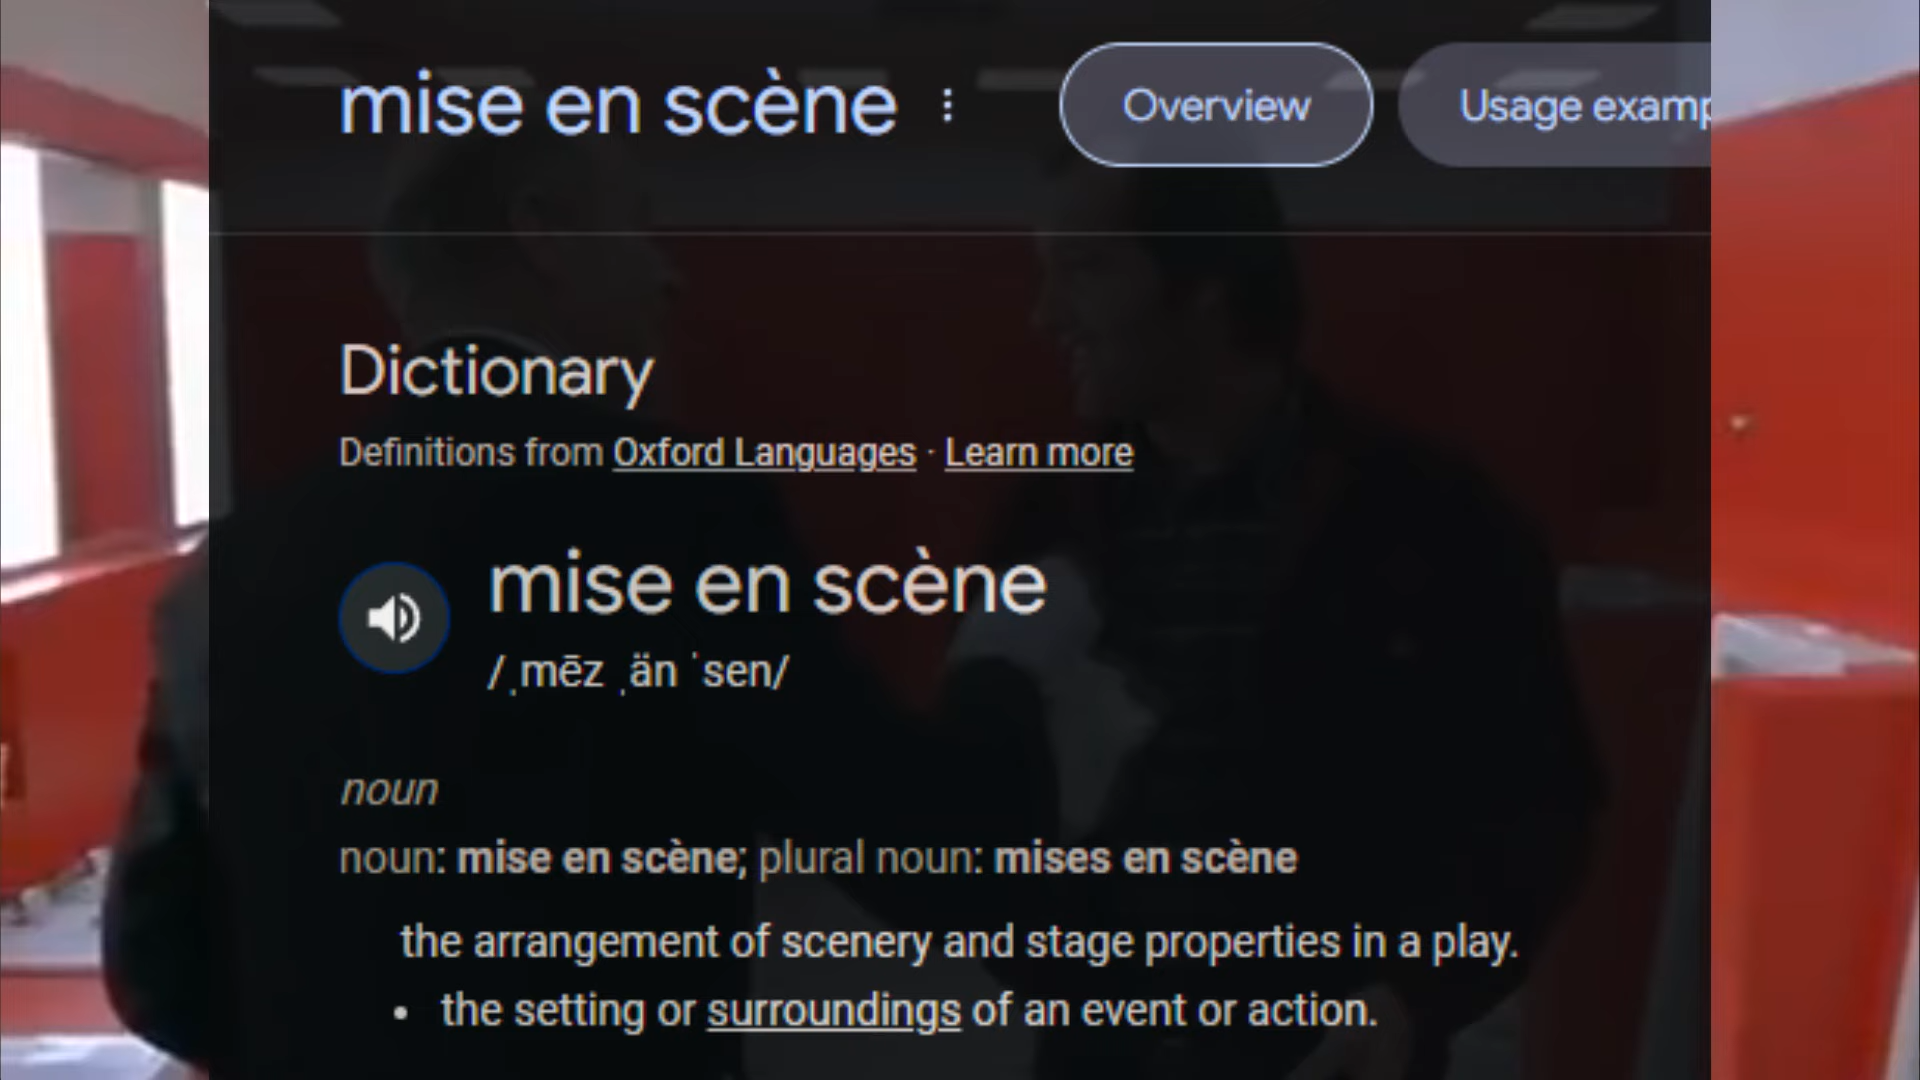 mise en scène
Overview
Usage examp
Dictionary
Definitions from Oxford Languages · Learn more
mise en scène
/ˌmēz ˌän ˈsen/
noun
noun: mise en scène; plural noun: mises en scène
the arrangement of scenery and stage properties in a play.
• the setting or surroundings of an event or action.